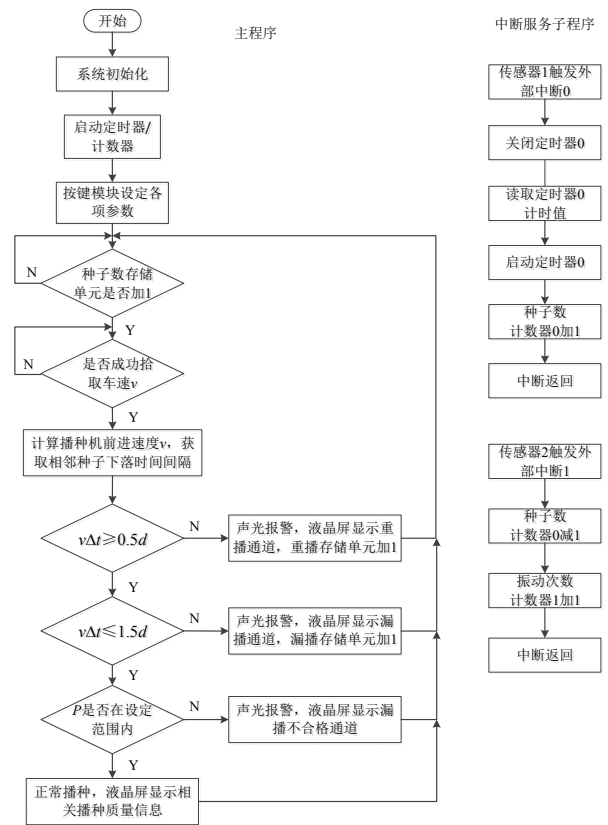 开始
主程序
系统初始化
启动定时器/
计数器
按键模块设定各
项参数
N
种子数存储
单元是否加1
Y
N
是否成功拾
取车速v
Y
计算播种机前进速度v，获
取相邻种子下落时间间隔
vΔt≥0.5d
N
声光报警，液晶屏显示重
播通道，重播存储单元加1
Y
vΔt≤1.5d
N
声光报警，液晶屏显示漏
播通道，漏播存储单元加1
Y
P是否在设定
范围内
N
声光报警，液晶屏显示漏
播不合格通道
Y
正常播种，液晶屏显示相
关播种质量信息
中断服务子程序
传感器1触发外
部中断0
关闭定时器0
读取定时器0
计时值
启动定时器0
种子数
计数器0加1
中断返回
传感器2触发外
部中断1
种子数
计数器0减1
振动次数
计数器1加1
中断返回